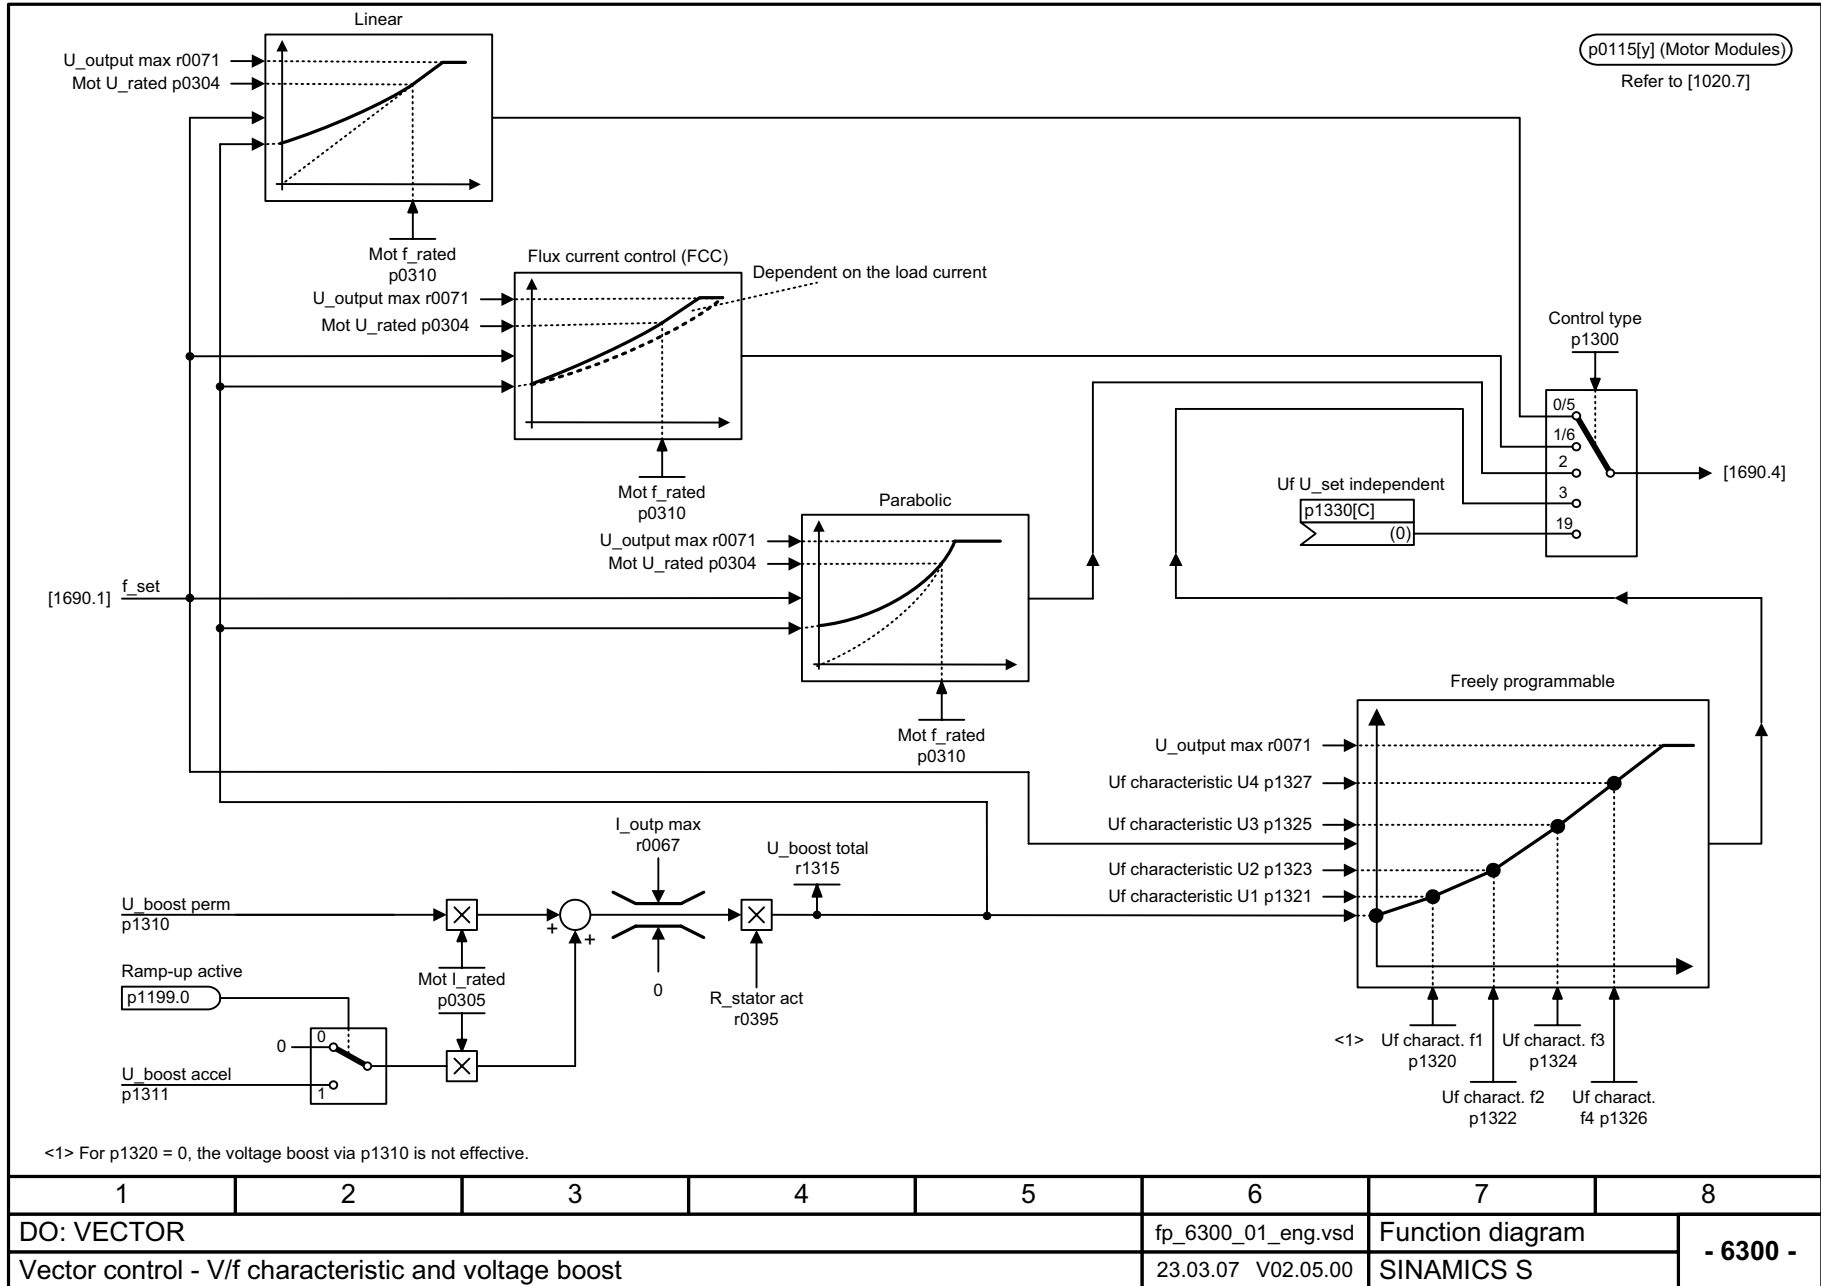 Linear
U_output max r0071
Mot U_rated p0304
Mot f_rated
p0310
p0115[y] (Motor Modules)
Refer to [1020.7]
Flux current control (FCC)
Dependent on the load current
U_output max r0071
Mot U_rated p0304
Mot f_rated
p0310
Control type
p1300
0/5
1/6
2
3
19
[1690.4]
Uf U_set independent
p1330[C]
(0)
Parabolic
U_output max r0071
Mot U_rated p0304
Mot f_rated
p0310
[1690.1]
f_set
Freely programmable
U_output max r0071
Uf characteristic U4 p1327
Uf characteristic U3 p1325
Uf characteristic U2 p1323
Uf characteristic U1 p1321
<1>
Uf charact. f1
p1320
Uf charact. f3
p1324
Uf charact. f2
p1322
Uf charact.
f4 p1326
I_outp max
r0067
U_boost total
r1315
U_boost perm
p1310
+
+
Ramp-up active
p1199.0
Mot I_rated
p0305
0
R_stator act
r0395
0
0
1
U_boost accel
p1311
<1> For p1320 = 0, the voltage boost via p1310 is not effective.
1 2 3 4 5 6 7 8
DO: VECTOR
fp_6300_01_eng.vsd
Function diagram
- 6300 -
Vector control - V/f characteristic and voltage boost
23.03.07 V02.05.00
SINAMICS S